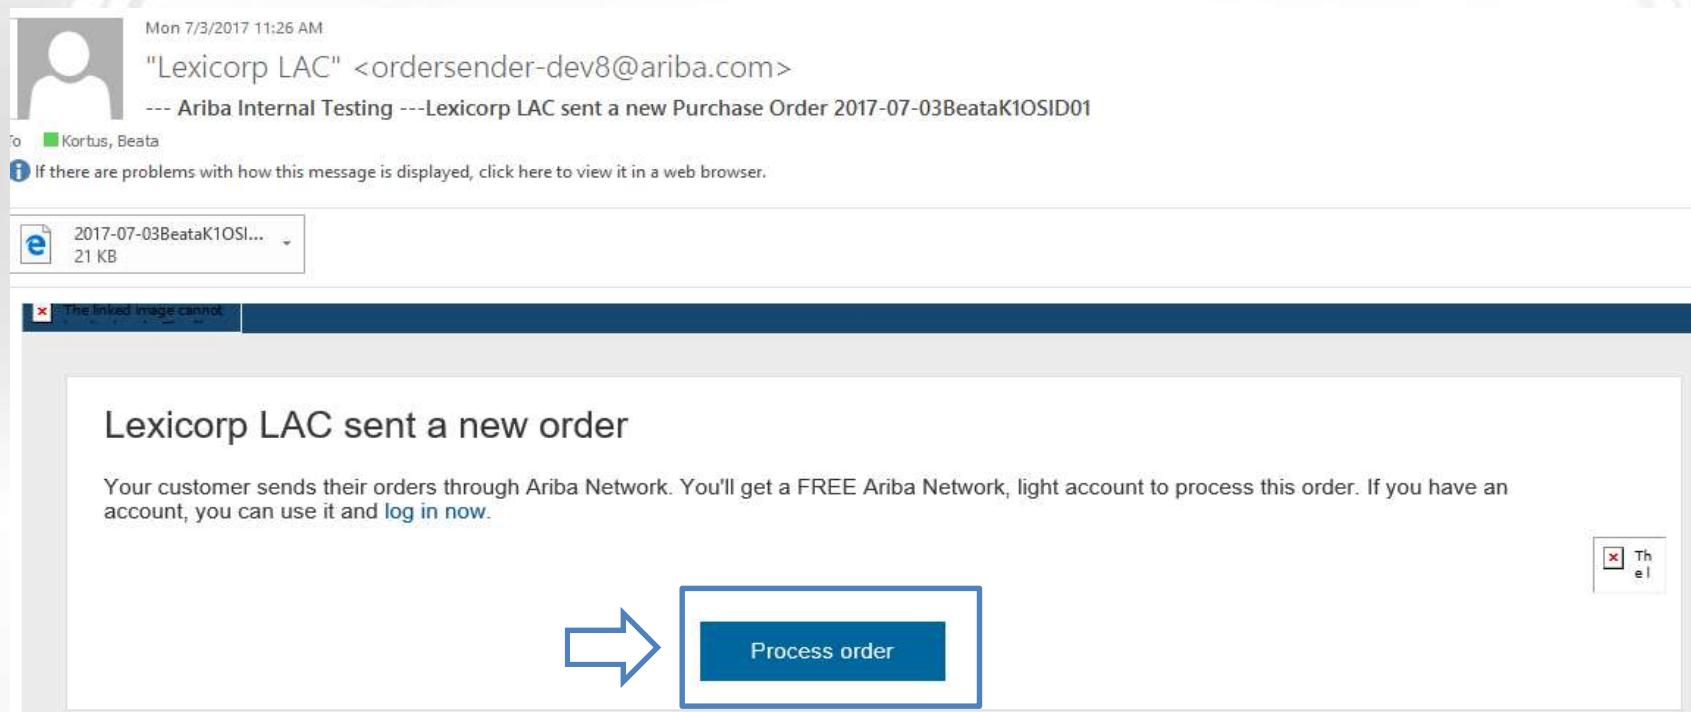 Mon 7/3/2017 11:26 AM
"Lexicorp LAC" <ordersender-dev8@ariba.com>
--- Ariba Internal Testing ---Lexicorp LAC sent a new Purchase Order 2017-07-03BeataK1OSID01
To Kortus, Beata
If there are problems with how this message is displayed, click here to view it in a web browser.
2017-07-03BeataK1OSI...
21 KB
The linked image cannot
Lexicorp LAC sent a new order
Your customer sends their orders through Ariba Network. You'll get a FREE Ariba Network, light account to process this order. If you have an
account, you can use it and log in now.
Th
e l
Process order